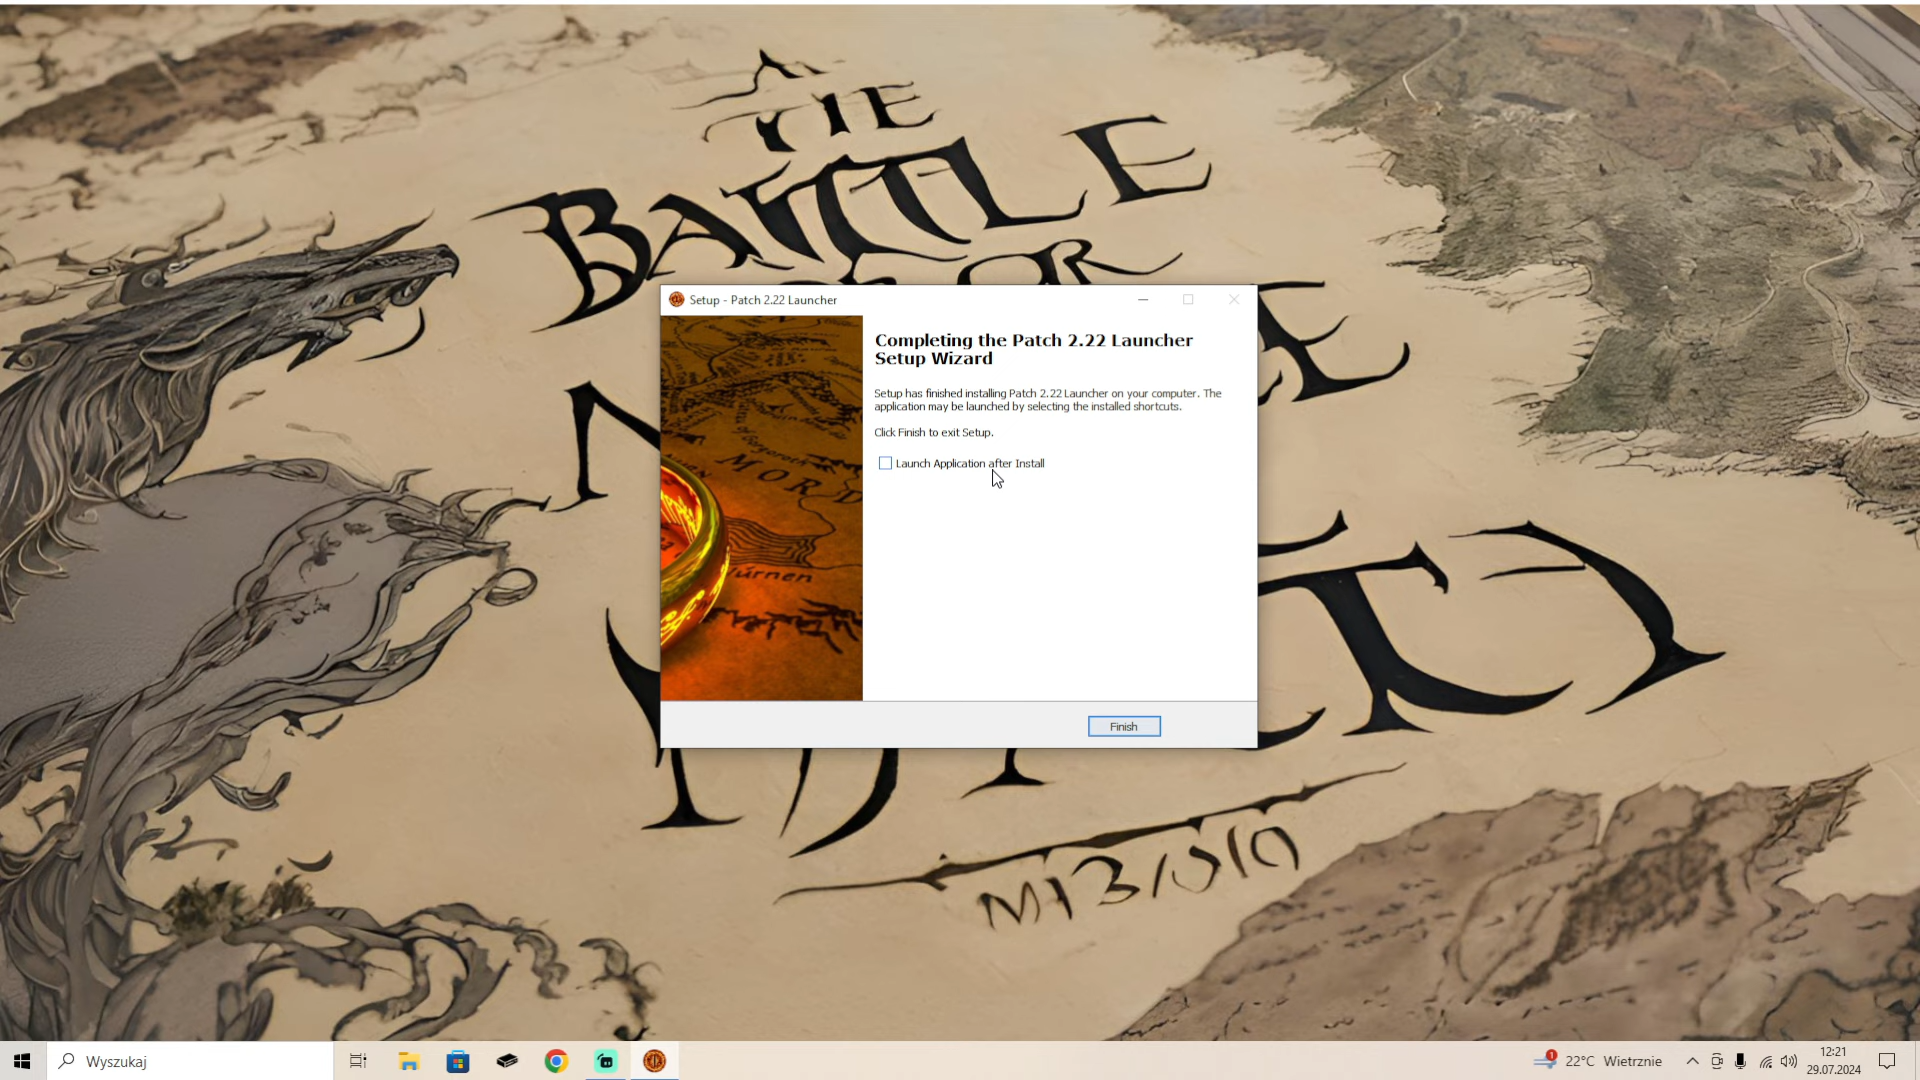 THE
BATTLE
FOR
Setup - Patch 2.22 Launcher
Completing the Patch 2.22 Launcher
Setup Wizard
Setup has finished installing Patch 2.22 Launcher on your computer. The
application may be launched by selecting the installed shortcuts.
Click Finish to exit Setup.
Launch Application after Install
MORD
Finish
Wyszukaj
1
22°C Wietrznie
12:21
29.07.2024